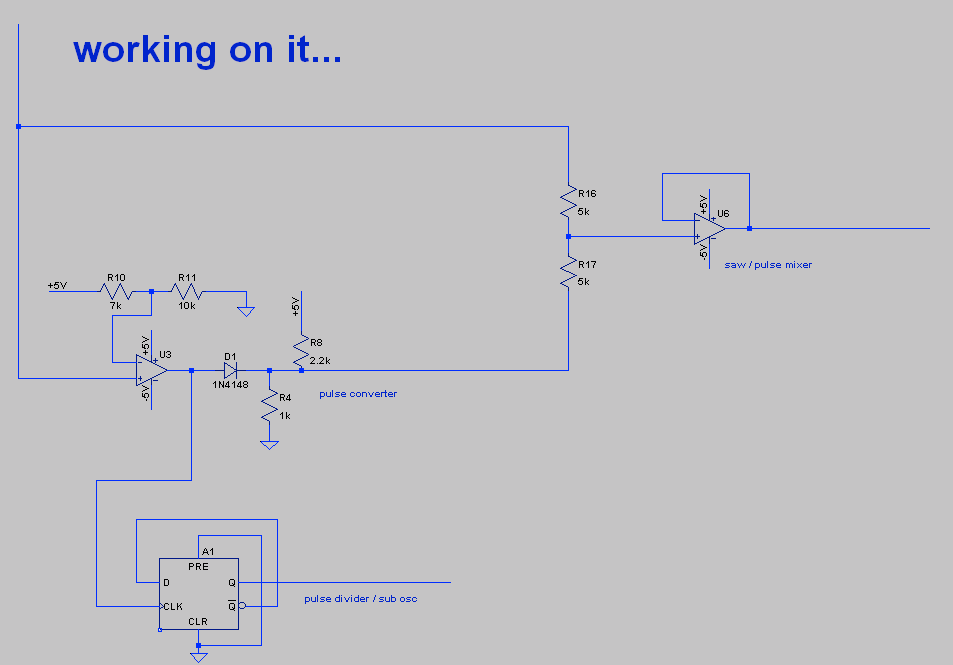 working on it...
R16
5k
+5V
U6
-5V
saw / pulse mixer
R17
5k
+5V
R10
7k
R11
10k
+5V
R8
2.2k
+5V
U3
-5V
D1
1N4148
R4
1k
pulse converter
A1
PRE
D
Q
CLK
Q̅
CLR
pulse divider / sub osc